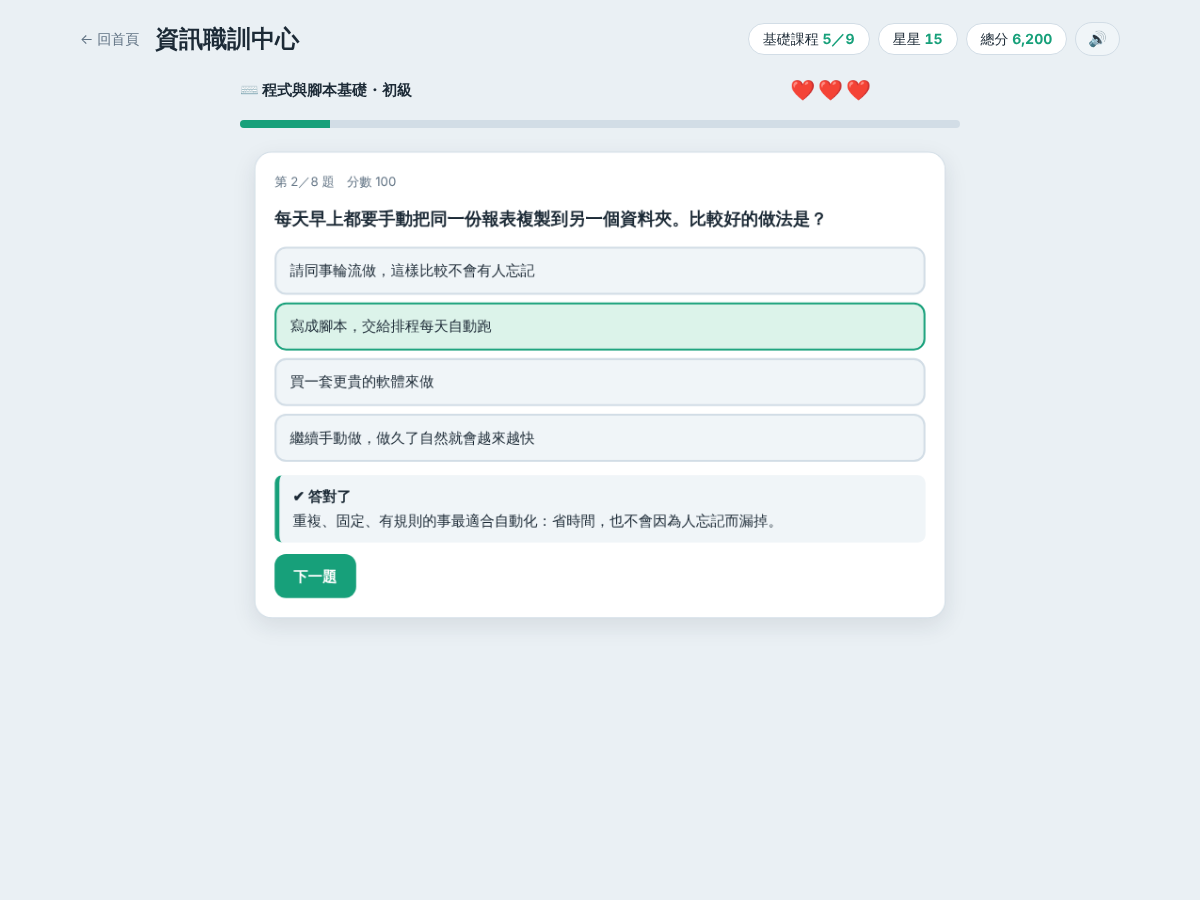 ← 回首頁 資訊職訓中心 基礎課程 5／9 星星 15 總分 6,200
程式與腳本基礎・初級
第 2／8 題 分數 100
每天早上都要手動把同一份報表複製到另一個資料夾。比較好的做法是？
請同事輪流做，這樣比較不會有人忘記
寫成腳本，交給排程每天自動跑
買一套更貴的軟體來做
繼續手動做，做久了自然就會越來越快
✔ 答對了
重複、固定、有規則的事最適合自動化：省時間，也不會因為人忘記而漏掉。
下一題